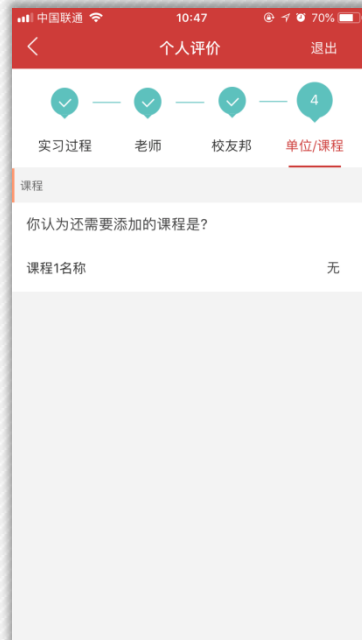 中国联通 10:47 70%
个人评价 退出
4
实习过程 老师 校友邦 单位/课程
课程
你认为还需要添加的课程是?
课程1名称 无